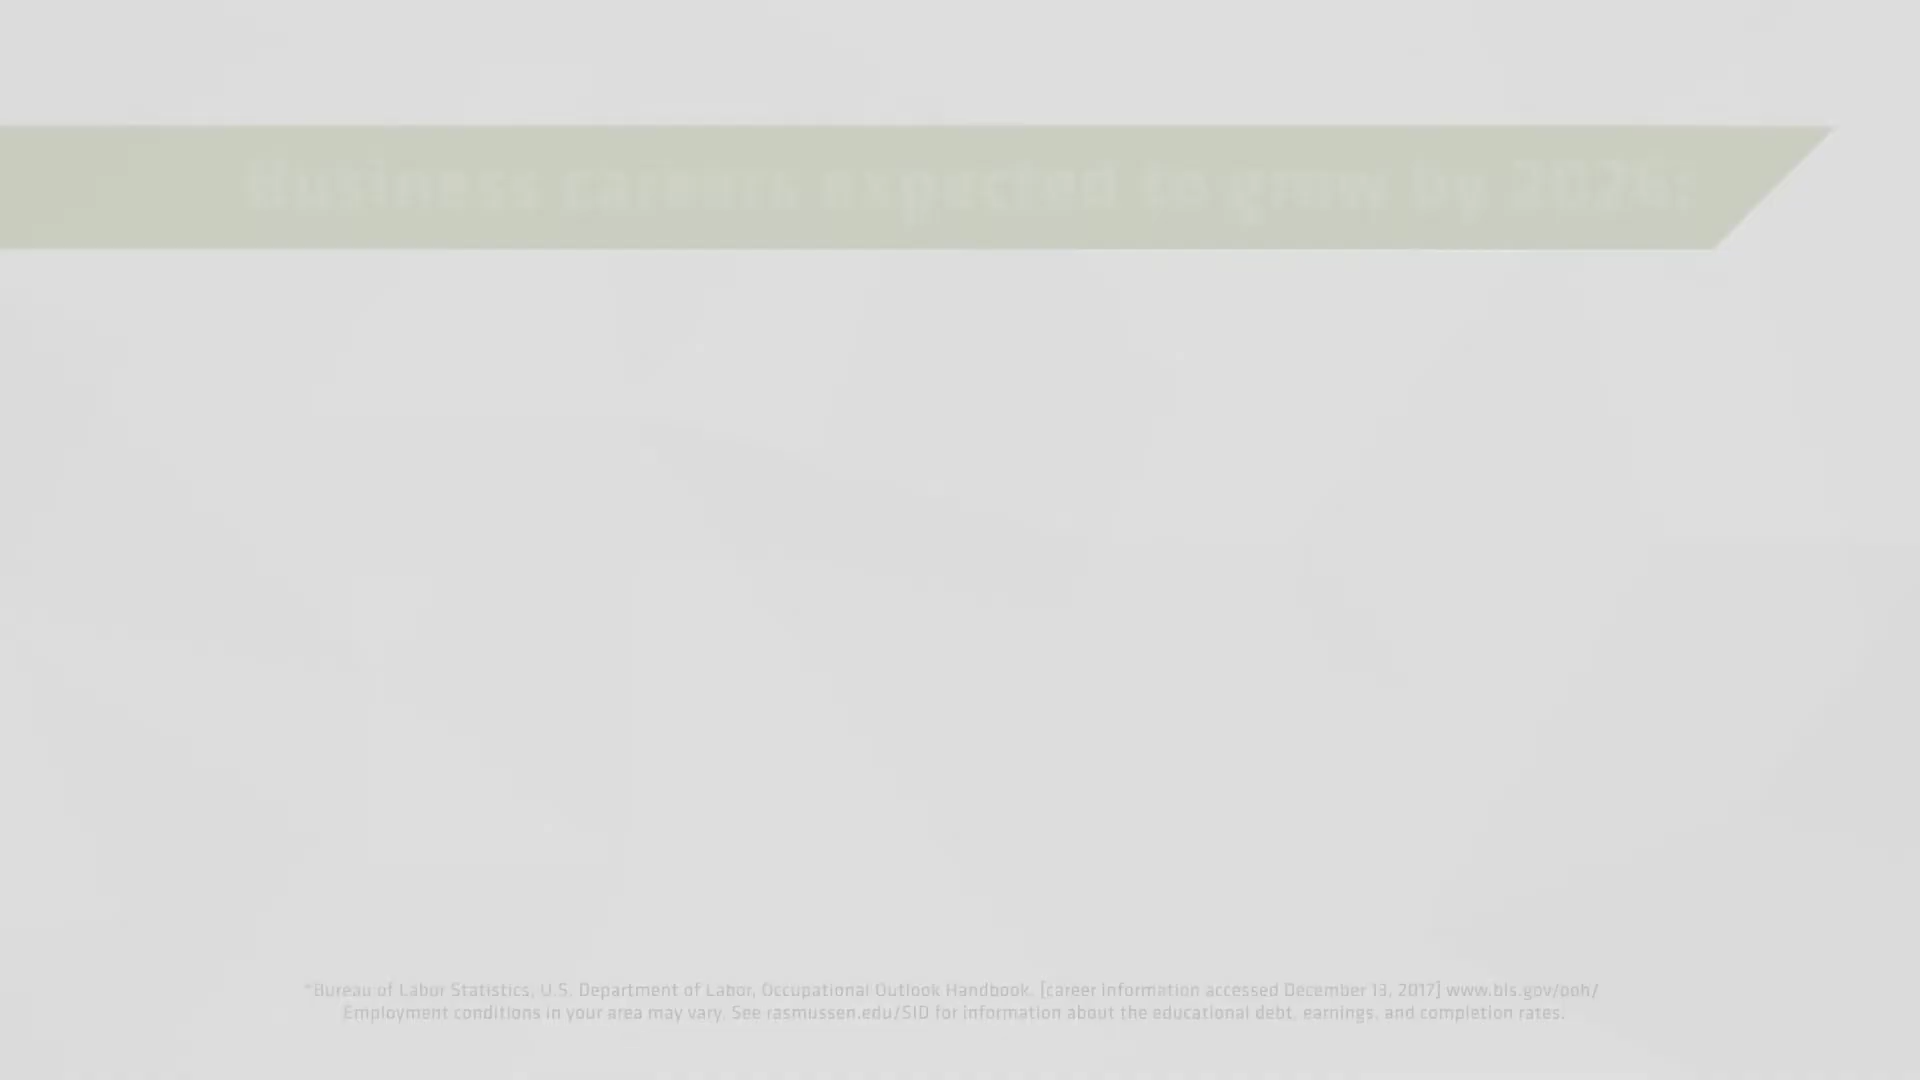 Business careers expected to grow by 2026:
*Bureau of Labor Statistics, U.S. Department of Labor, Occupational Outlook Handbook. [career information accessed December 13, 2017] www.bls.gov/ooh/
Employment conditions in your area may vary. See rasmussen.edu/SID for information about the educational debt, earnings, and completion rates.